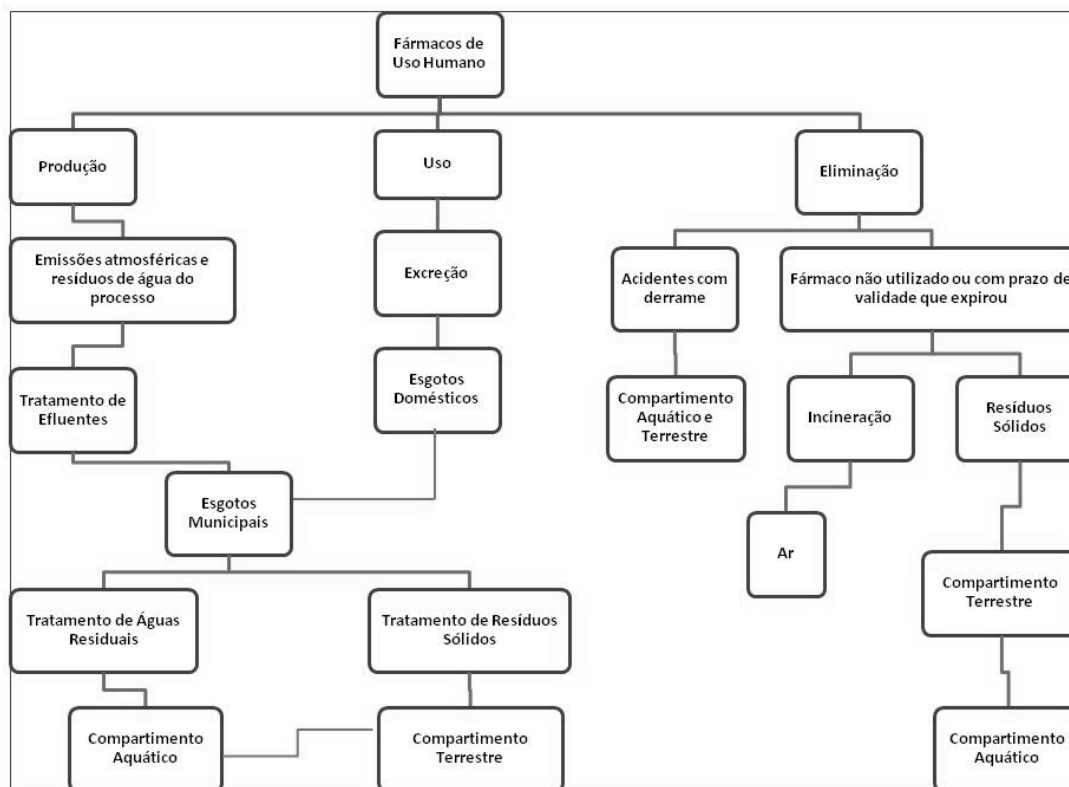 Fármacos de
Uso Humano
Produção
Uso
Eliminação
Emissões atmosféricas e
resíduos de água do
processo
Excreção
Acidentes com
derrame
Fármaco não utilizado ou com prazo de
validade que expirou
Tratamento de
Efluentes
Esgotos
Domésticos
Compartimento
Aquático e
Terrestre
Incineração
Resíduos
Sólidos
Esgotos
Municipais
Ar
Compartimento
Terrestre
Tratamento de Águas
Residuais
Tratamento de Resíduos
Sólidos
Compartimento
Aquático
Compartimento
Terrestre
Compartimento
Aquático